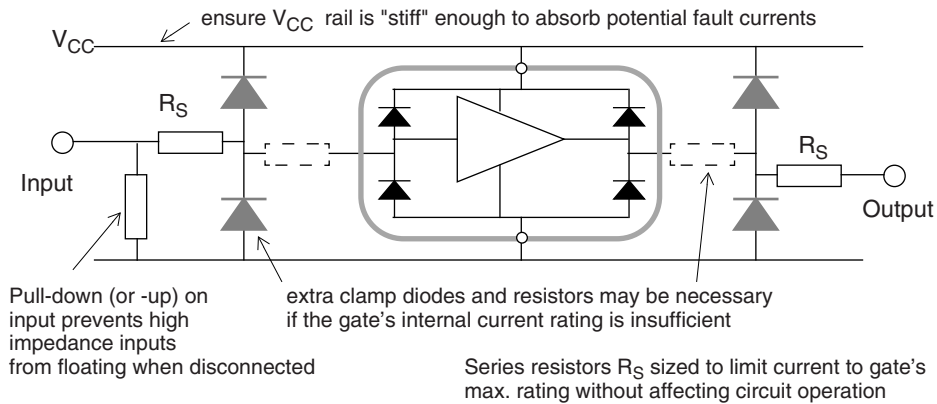 ensure VCC rail is "stiff" enough to absorb potential fault currents
VCC
RS
Input
RS
Output
Pull-down (or -up) on
input prevents high
impedance inputs
from floating when disconnected
extra clamp diodes and resistors may be necessary
if the gate's internal current rating is insufficient
Series resistors RS sized to limit current to gate's
max. rating without affecting circuit operation